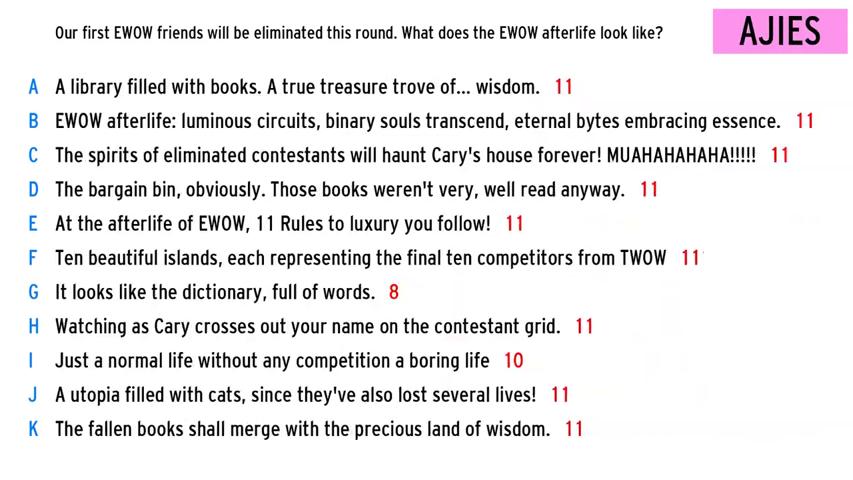 Our first EWOW friends will be eliminated this round. What does the EWOW afterlife look like?
AJIES
A A library filled with books. A true treasure trove of... wisdom. 11
B EWOW afterlife: luminous circuits, binary souls transcend, eternal bytes embracing essence. 11
C The spirits of eliminated contestants will haunt Cary's house forever! MUAHAHAHAHA!!!!! 11
D The bargain bin, obviously. Those books weren't very, well read anyway. 11
E At the afterlife of EWOW, 11 Rules to luxury you follow! 11
F Ten beautiful islands, each representing the final ten competitors from TWOW 11
G It looks like the dictionary, full of words. 8
H Watching as Cary crosses out your name on the contestant grid. 11
I Just a normal life without any competition a boring life 10
J A utopia filled with cats, since they've also lost several lives! 11
K The fallen books shall merge with the precious land of wisdom. 11